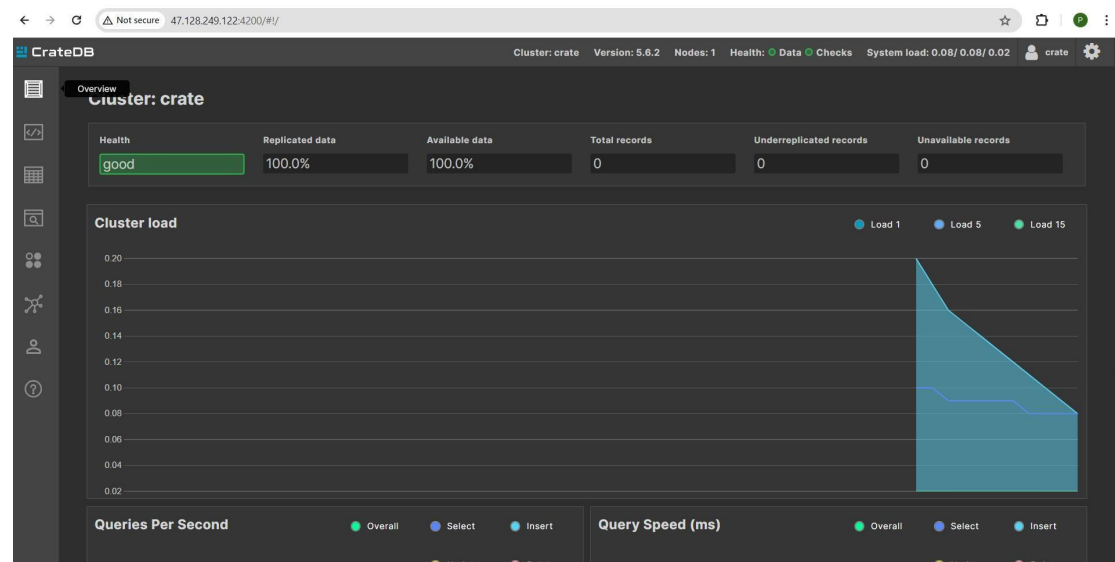 Not secure 47.128.249.122:4200/#!/
P
CrateDB
Cluster: crate Version: 5.6.2 Nodes: 1 Health: Data Checks System load: 0.08/ 0.08/ 0.02 crate
Overview
Cluster: crate
Health Replicated data Available data Total records Underreplicated records Unavailable records
good 100.0% 100.0% 0 0 0
Cluster load Load 1 Load 5 Load 15
0.20
0.18
0.16
0.14
0.12
0.10
0.08
0.06
0.04
0.02
Queries Per Second Overall Select Insert
Query Speed (ms) Overall Select Insert